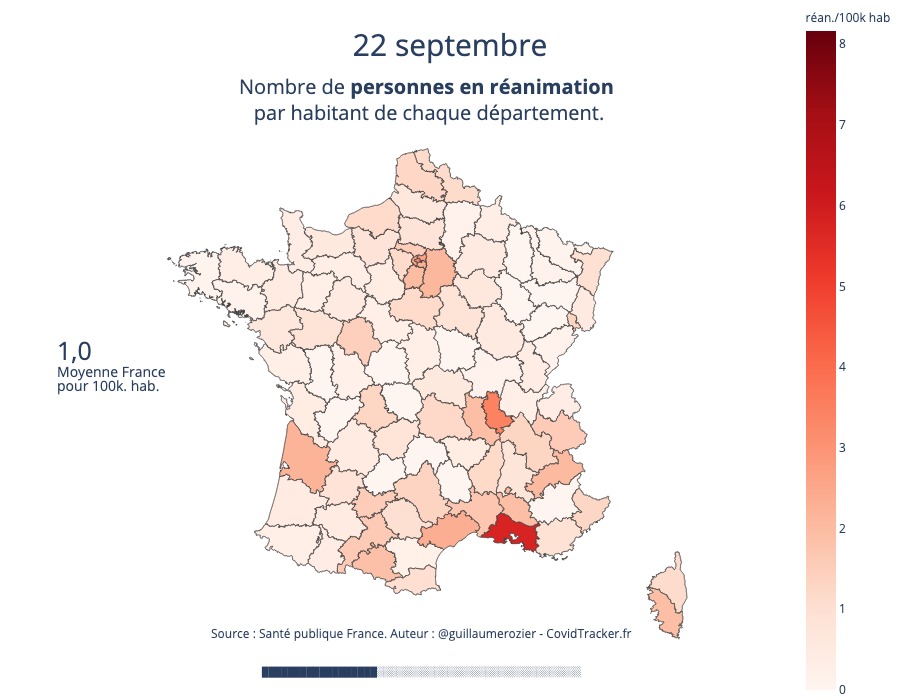 22 septembre
Nombre de personnes en réanimation
par habitant de chaque département.
réan./100k hab
8
7
6
5
4
3
2
1
0
1,0
Moyenne France
pour 100k. hab.
Source : Santé publique France. Auteur : @guillaumerozier - CovidTracker.fr